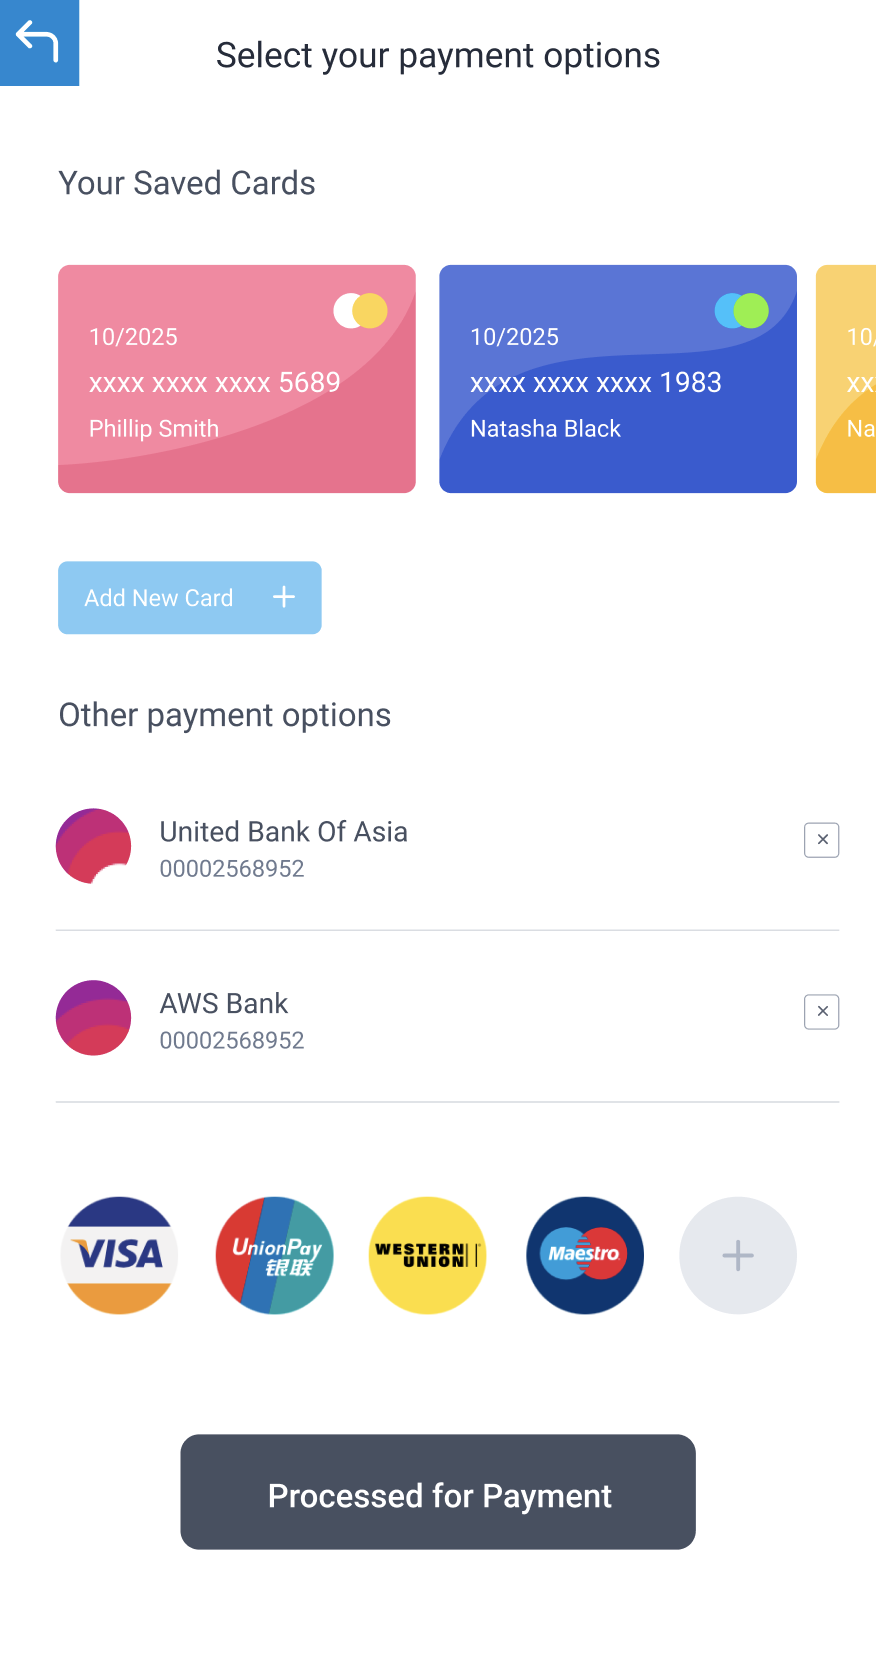 Select your payment options
Your Saved Cards
10/2025
xxxx xxxx xxxx 5689
Phillip Smith
10/2025
xxxx xxxx xxxx 1983
Natasha Black
10/
xx
Na
Add New Card +
Other payment options
United Bank Of Asia
00002568952
AWS Bank
00002568952
VISA
UnionPay
银联
WESTERN
UNION
Maestro
Processed for Payment